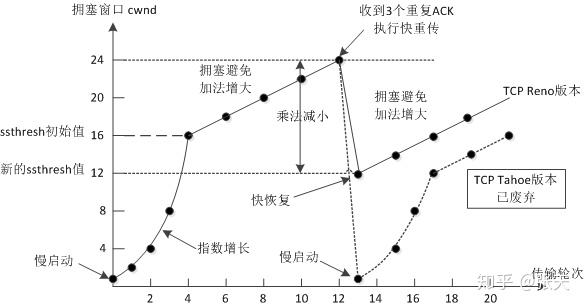 拥塞窗口 cwnd
收到3个重复ACK
执行快重传
24
20
ssthresh初始值
16
新的ssthresh值
12
8
4
拥塞避免
加法增大
乘法减小
拥塞避免
加法增大
TCP Reno版本
TCP Tahoe版本
已废弃
快恢复
指数增长
慢启动
慢启动
传输轮次
2
4
6
8
10
12
14
16
18
20